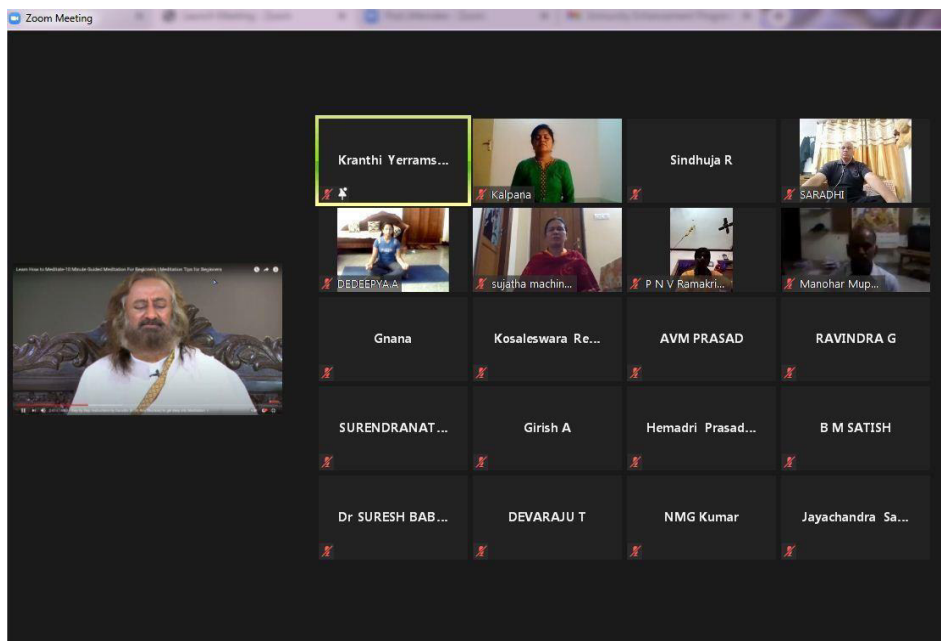 Zoom Meeting
Learn How to Meditate-10 Minute Guided Meditation For Beginners | Meditation Tips for Beginners
Kranthi Yerrams...
Kalpana
Sindhuja R
SARADHI
DEDEEPYA.A
sujatha machin...
P N V Ramakri...
Manohar Mup...
Gnana
Kosaleswara Re...
AVM PRASAD
RAVINDRA G
SURENDRANAT...
Girish A
Hemadri Prasad...
B M SATISH
Dr SURESH BAB...
DEVARAJU T
NMG Kumar
Jayachandra Sa...